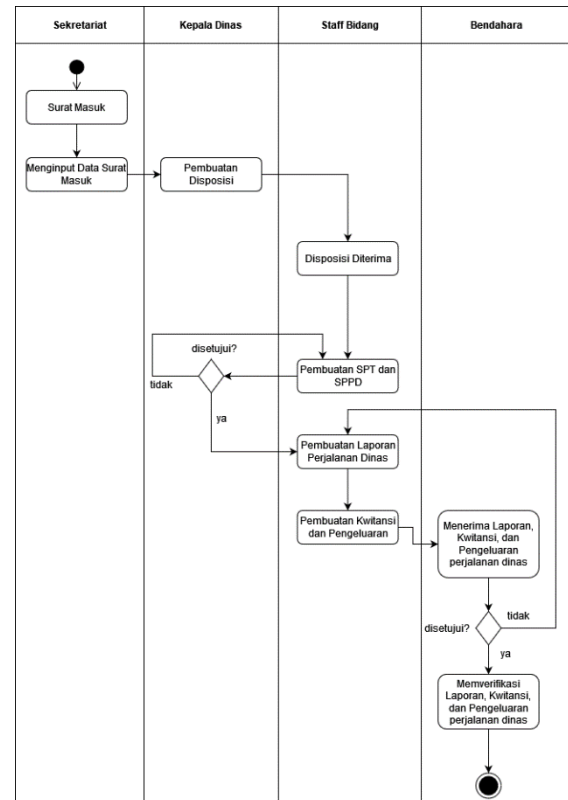 Sekretariat
Kepala Dinas
Staff Bidang
Bendahara
Surat Masuk
Menginput Data Surat
Masuk
Pembuatan
Disposisi
Disposisi Diterima
disetujui?
tidak
Pembuatan SPT dan
SPPD
ya
Pembuatan Laporan
Perjalanan Dinas
Pembuatan Kwitansi
dan Pengeluaran
Menerima Laporan,
Kwitansi, dan
Pengeluaran
perjalanan dinas
disetujui?
tidak
ya
Memverifikasi
Laporan, Kwitansi,
dan Pengeluaran
perjalanan dinas